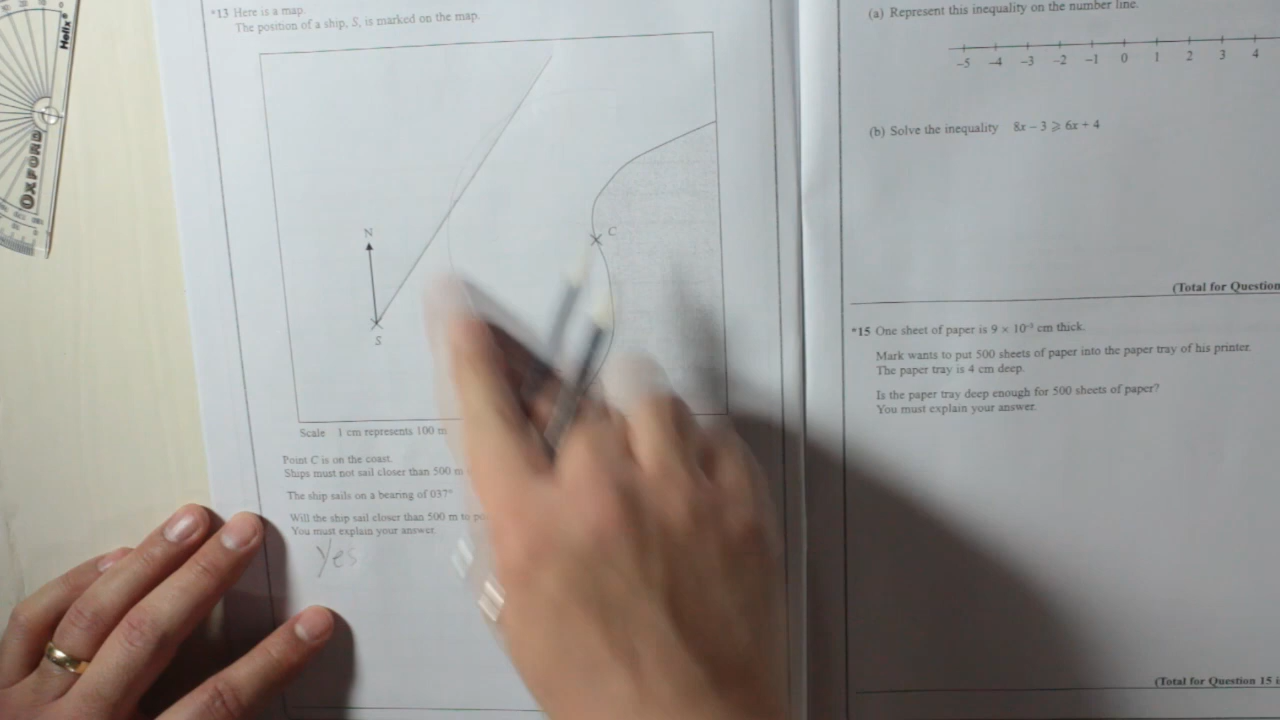 Helix
OXFORD
*13 Here is a map.
The position of a ship, S, is marked on the map.
N
C
S
Scale 1 cm represents 100 m
Point C is on the coast.
Ships must not sail closer than 500 m
The ship sails on a bearing of 037°
Will the ship sail closer than 500 m to
You must explain your answer.
Yes
(a) Represent this inequality on the number line.
-5 -4 -3 -2 -1 0 1 2 3 4
(b) Solve the inequality 8x – 3 ⩾ 6x + 4
(Total for Question
*15 One sheet of paper is 9 × 10⁻³ cm thick.
Mark wants to put 500 sheets of paper into the paper tray of his printer.
The paper tray is 4 cm deep.
Is the paper tray deep enough for 500 sheets of paper?
You must explain your answer.
(Total for Question 15